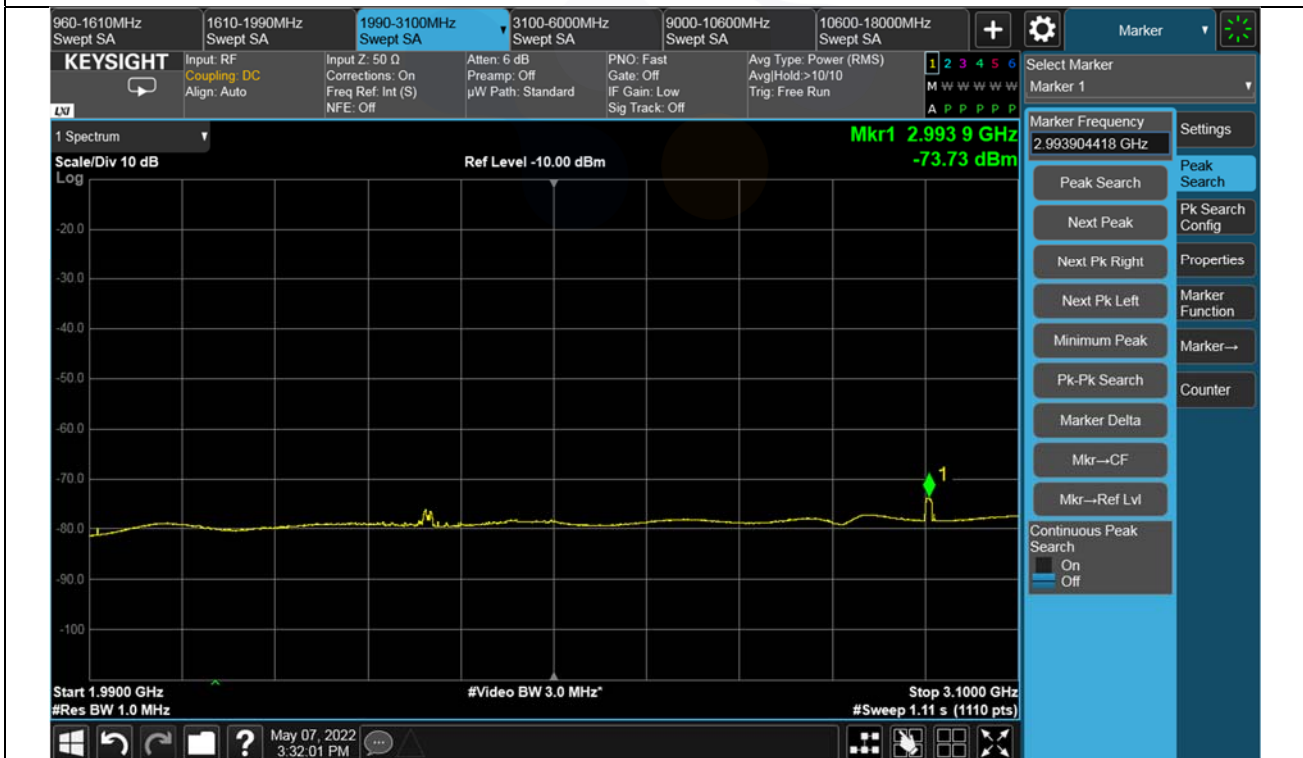 960-1610MHz
Swept SA
1610-1990MHz
Swept SA
1990-3100MHz
Swept SA
3100-6000MHz
Swept SA
9000-10600MHz
Swept SA
10600-18000MHz
Swept SA
+
Marker
KEYSIGHT
LXI
Input: RF
Coupling: DC
Align: Auto
Input Z: 50 Ω
Corrections: On
Freq Ref: Int (S)
NFE: Off
Atten: 6 dB
Preamp: Off
µW Path: Standard
PNO: Fast
Gate: Off
IF Gain: Low
Sig Track: Off
Avg Type: Power (RMS)
Avg|Hold:>10/10
Trig: Free Run
1 2 3 4 5 6
M W W W W W
A P P P P P
Select Marker
Marker 1
1 Spectrum
Scale/Div 10 dB
Log
Ref Level -10.00 dBm
Mkr1 2.993 9 GHz
-73.73 dBm
-20.0
-30.0
-40.0
-50.0
-60.0
-70.0
-80.0
-90.0
-100
1
Start 1.9900 GHz
#Res BW 1.0 MHz
#Video BW 3.0 MHz*
Stop 3.1000 GHz
#Sweep 1.11 s (1110 pts)
Marker Frequency
2.993904418 GHz
Peak Search
Next Peak
Next Pk Right
Next Pk Left
Minimum Peak
Pk-Pk Search
Marker Delta
Mkr→CF
Mkr→Ref Lvl
Continuous Peak
Search
On
Off
Settings
Peak
Search
Pk Search
Config
Properties
Marker
Function
Marker→
Counter
?
May 07, 2022
3:32:01 PM